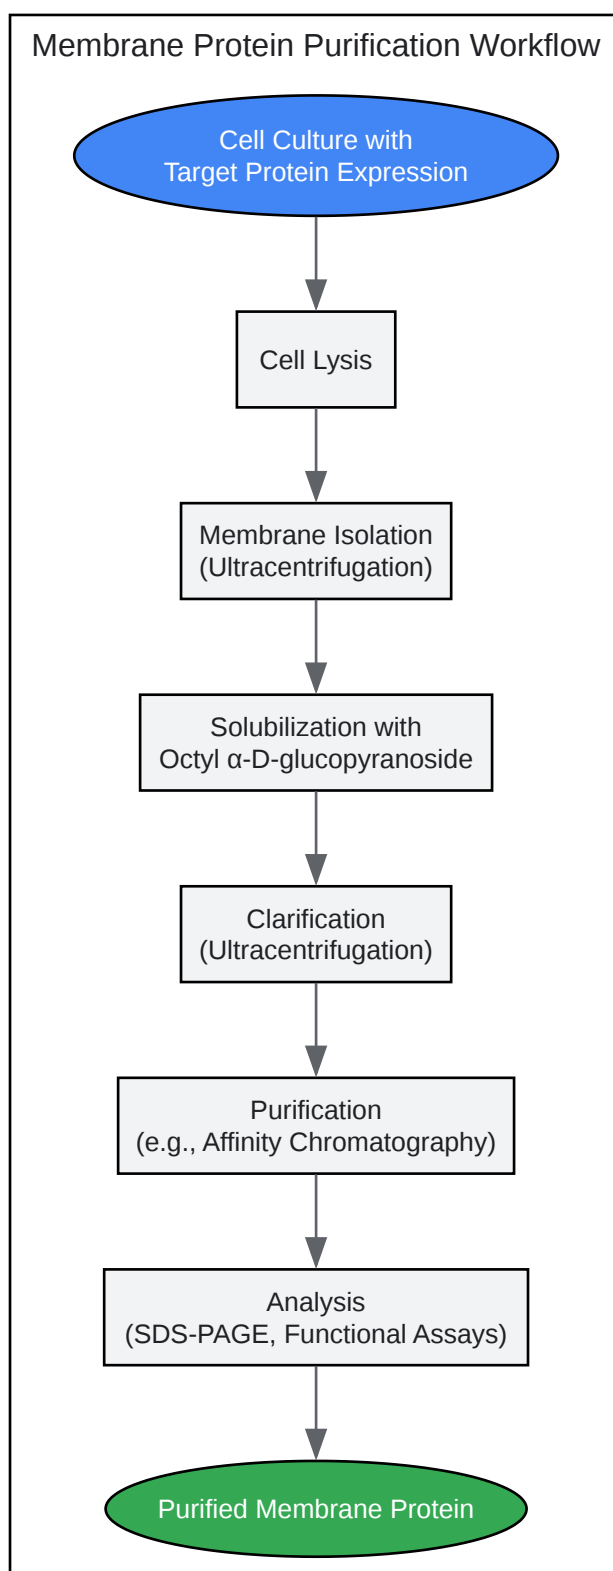 Membrane Protein Purification Workflow
Cell Culture with
Target Protein Expression
Cell Lysis
Membrane Isolation
(Ultracentrifugation)
Solubilization with
Octyl α-D-glucopyranoside
Clarification
(Ultracentrifugation)
Purification
(e.g., Affinity Chromatography)
Analysis
(SDS-PAGE, Functional Assays)
Purified Membrane Protein